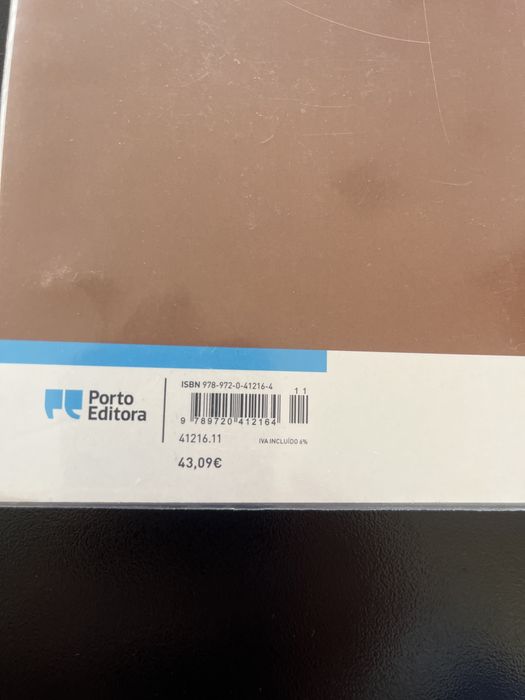 Porto
Editora
ISBN 978-972-0-41216-4
11
9 789720 412164
41216.11
IVA INCLUÍDO 6%
43,09€